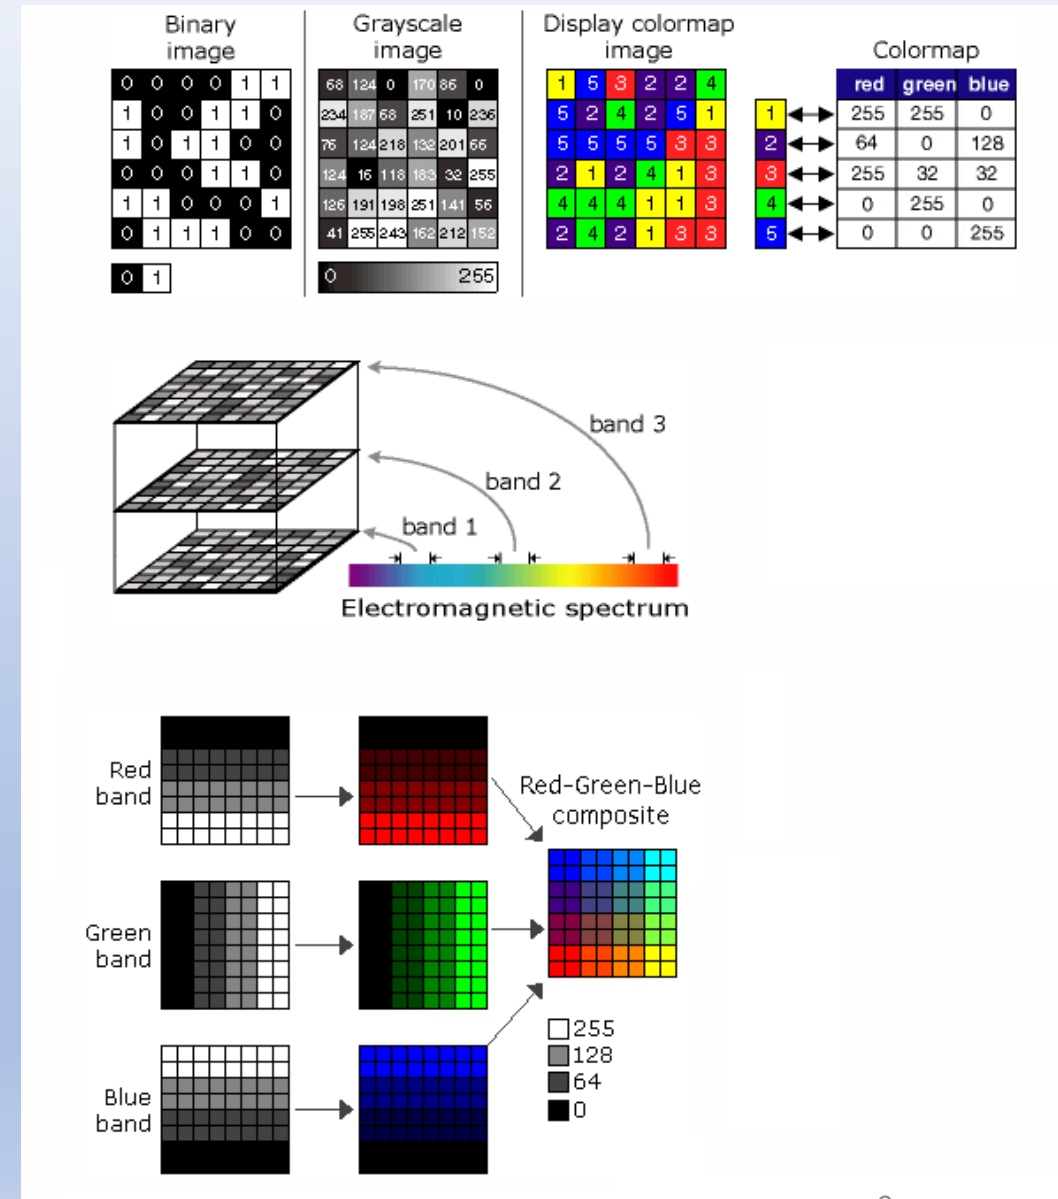 Binary
image
0 0 0 0 1 1
1 0 0 1 1 0
1 0 1 1 0 0
0 0 0 1 1 0
1 1 0 0 0 1
0 1 1 1 0 0
0 1
Grayscale
image
68 124 0 170 86 0
234 187 68 251 10 236
76 124 218 132 201 66
124 16 118 183 32 255
126 191 198 251 141 56
41 255 243 162 212 152
0 255
Display colormap
image
1 5 3 2 2 4
5 2 4 2 5 1
5 5 5 5 3 3
2 1 2 4 1 3
4 4 4 1 1 3
2 4 2 1 3 3
Colormap
red green blue
1 255 255 0
2 64 0 128
3 255 32 32
4 0 255 0
5 0 0 255
band 3
band 2
band 1
Electromagnetic spectrum
Red
band
Red-Green-Blue
composite
Green
band
255
128
64
0
Blue
band